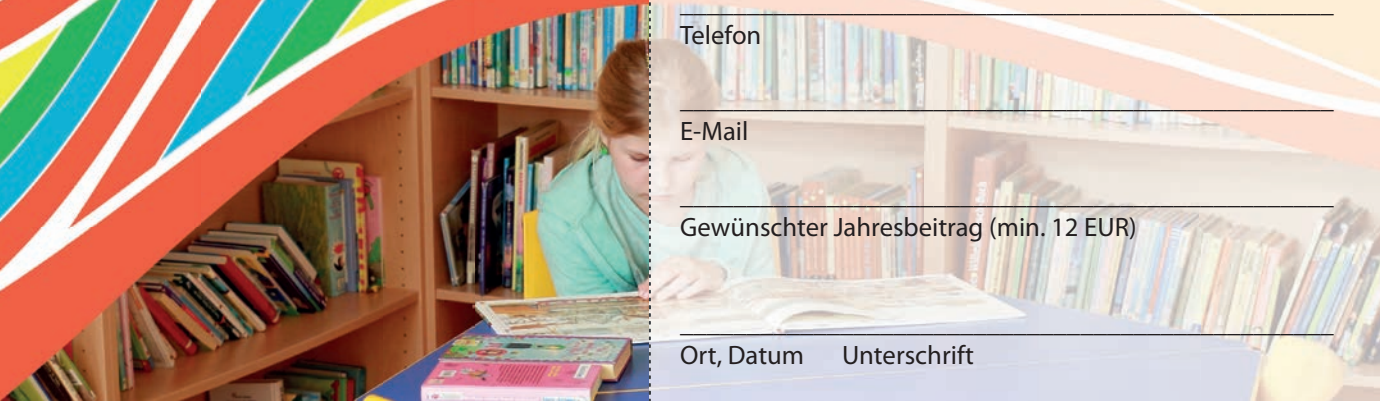 Telefon
E-Mail
Gewünschter Jahresbeitrag (min. 12 EUR)
Ort, Datum Unterschrift